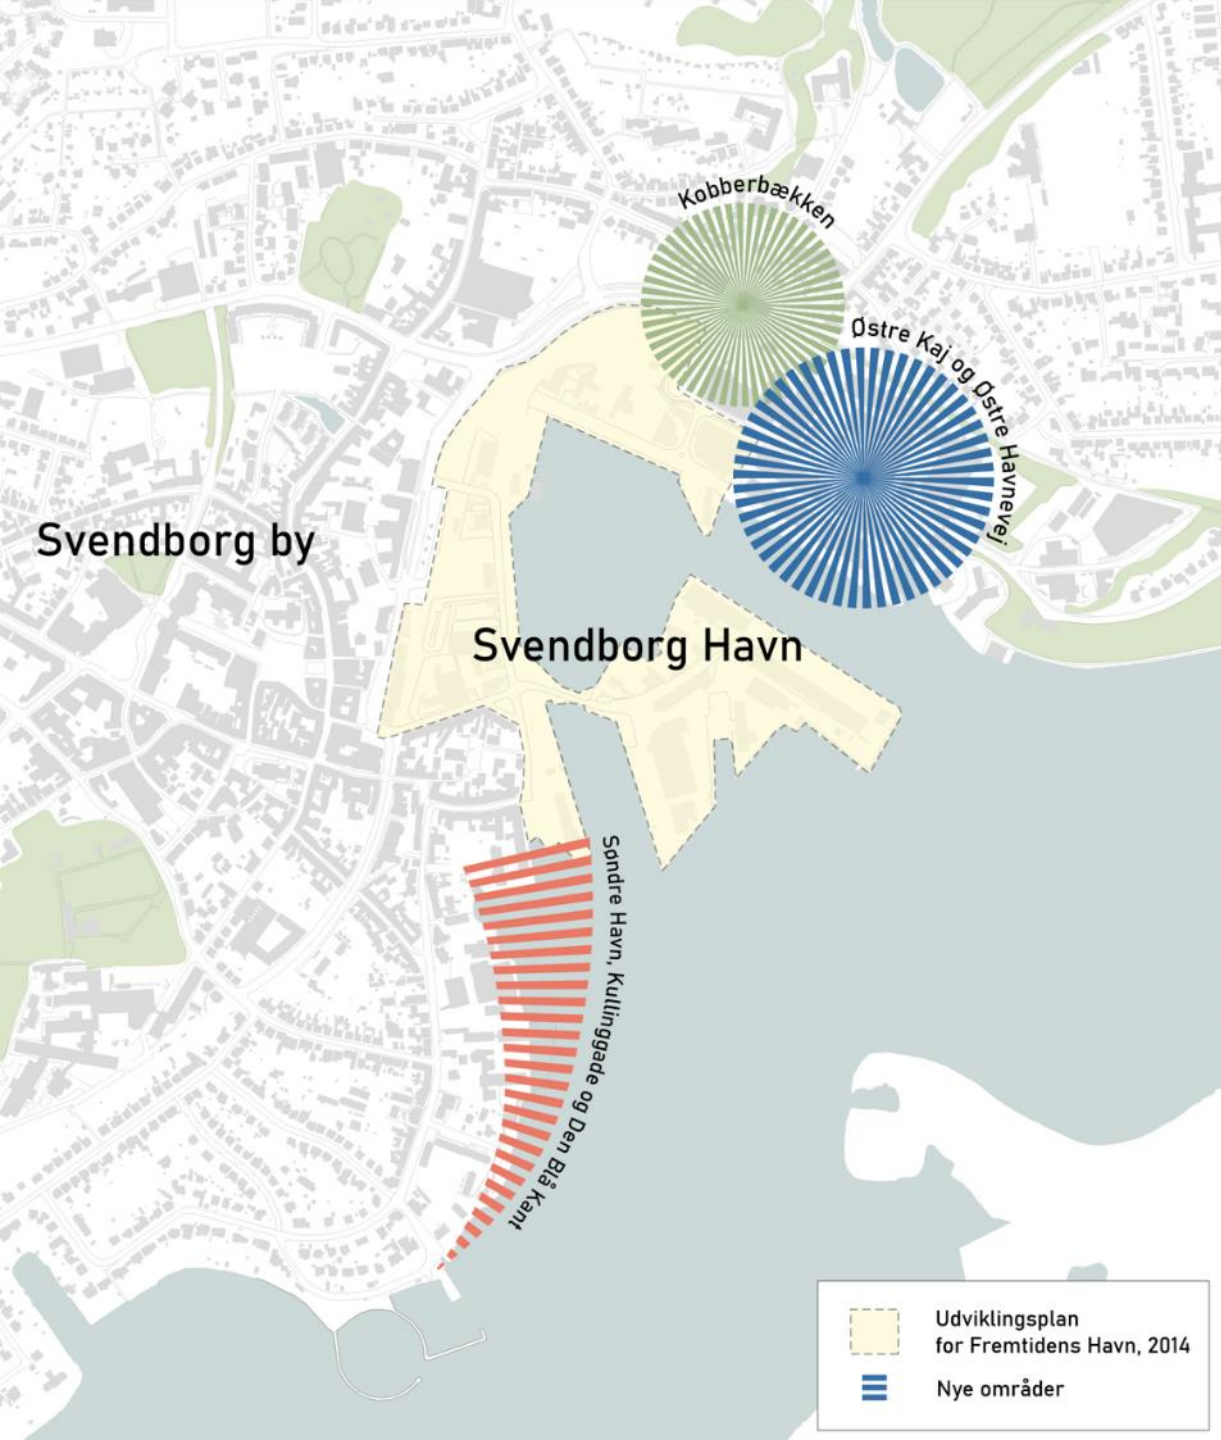 Kobberbækken
Østre Kaj og Østre Havnevej
Svendborg by
Svendborg Havn
Søndre Havn, Kullinggade og Den Blå Kant
Udviklingsplan
for Fremtidens Havn, 2014
Nye områder